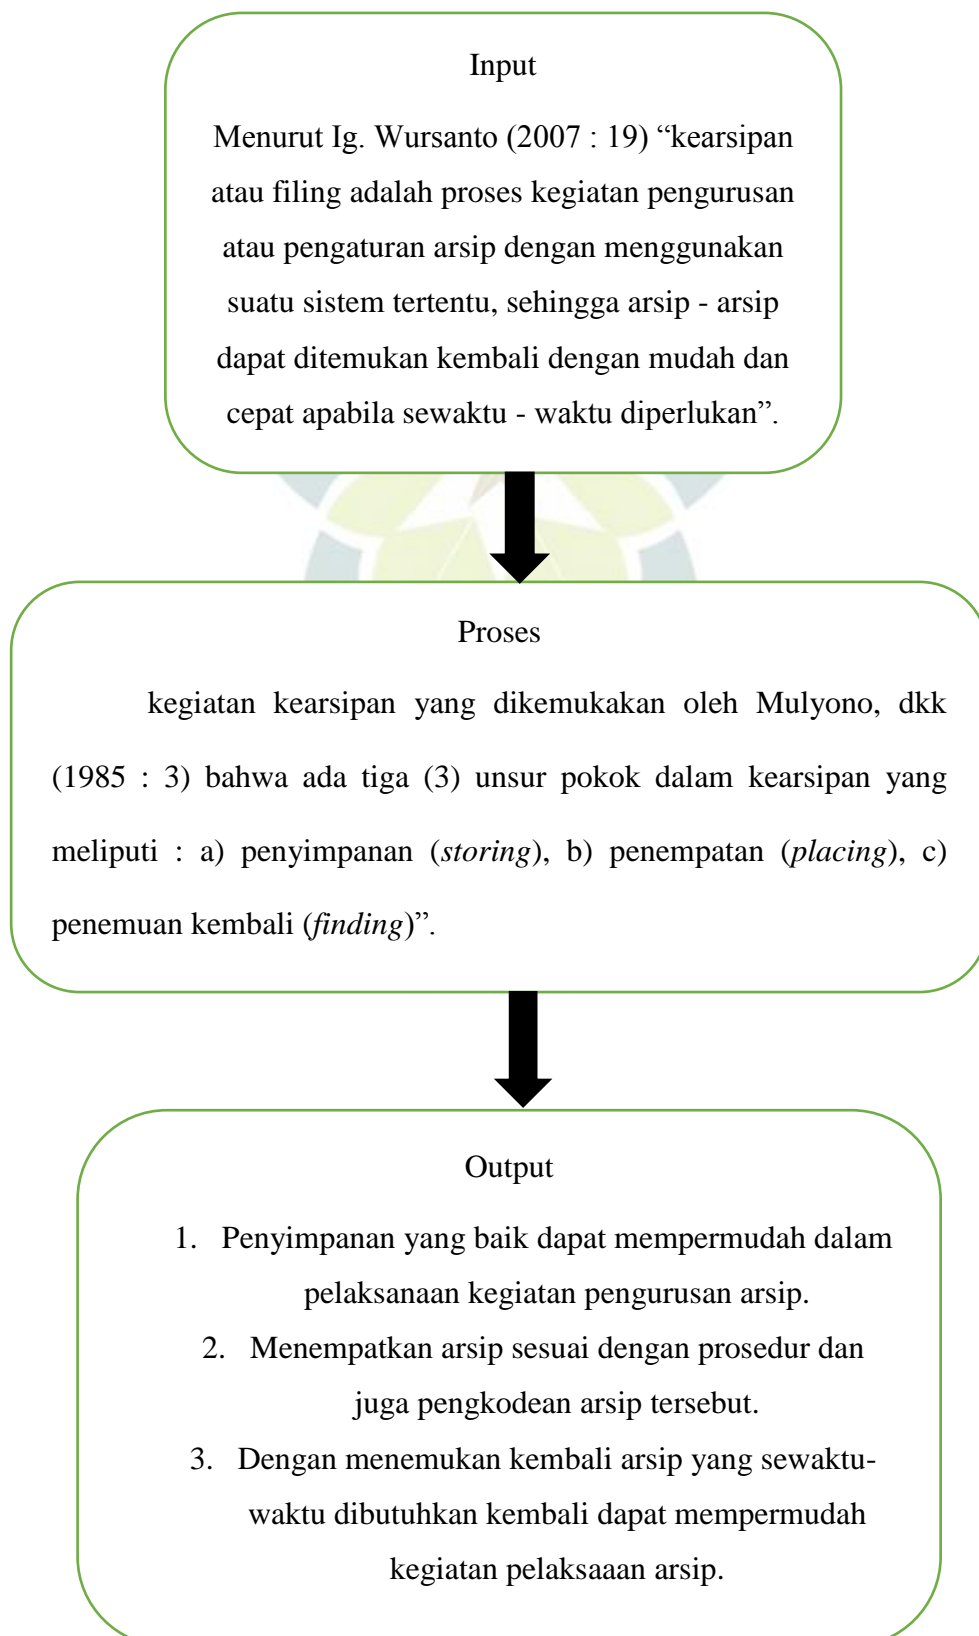 Input
Menurut Ig. Wursanto (2007 : 19) “kearsipan
atau filing adalah proses kegiatan pengurusan
atau pengaturan arsip dengan menggunakan
suatu sistem tertentu, sehingga arsip - arsip
dapat ditemukan kembali dengan mudah dan
cepat apabila sewaktu - waktu diperlukan”.
Proses
kegiatan kearsipan yang dikemukakan oleh Mulyono, dkk
(1985 : 3) bahwa ada tiga (3) unsur pokok dalam kearsipan yang
meliputi : a) penyimpanan (storing), b) penempatan (placing), c)
penemuan kembali (finding)”.
Output
1. Penyimpanan yang baik dapat mempermudah dalam
pelaksanaan kegiatan pengurusan arsip.
2. Menempatkan arsip sesuai dengan prosedur dan
juga pengkodean arsip tersebut.
3. Dengan menemukan kembali arsip yang sewaktu-
waktu dibutuhkan kembali dapat mempermudah
kegiatan pelaksaaan arsip.